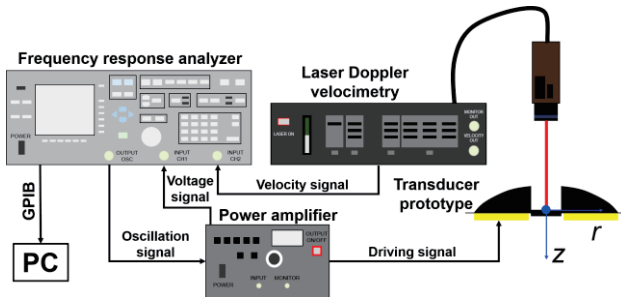 Frequency response analyzer
POWER
OUTPUT
OSC
INPUT
CH1
INPUT
CH2
Laser Doppler
velocimetry
LASER ON
MONITOR
OUT
VELOCITY
OUT
GPIB
PC
Voltage
signal
Velocity signal
Oscillation
signal
Power amplifier
OUTPUT
ON/OFF
POWER
INPUT
MONITOR
Driving signal
Transducer
prototype
r
z